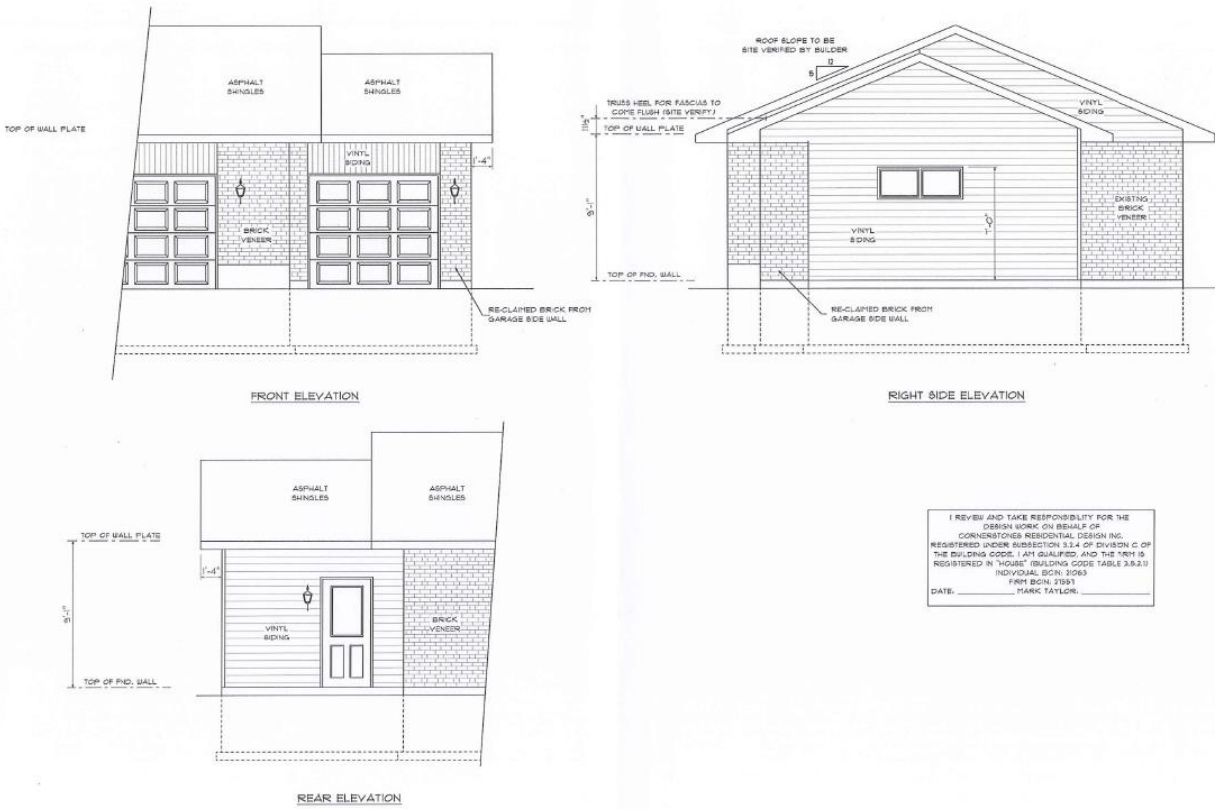 ASPHALT
SHINGLES
ASPHALT
SHINGLES
TOP OF WALL PLATE
VINYL
SIDING
1'-4"
BRICK
VENEER
RE-CLAIMED BRICK FROM
GARAGE SIDE WALL
FRONT ELEVATION
ROOF SLOPE TO BE
SITE VERIFIED BY BUILDER
12
5
TRUSS HEEL FOR FASCIAS TO
COME FLUSH (SITE VERIFY)
11½"
TOP OF WALL PLATE
VINYL
SIDING
EXISTING
BRICK
VENEER
VINYL
SIDING
TOP OF FND. WALL
RE-CLAIMED BRICK FROM
GARAGE SIDE WALL
RIGHT SIDE ELEVATION
ASPHALT
SHINGLES
ASPHALT
SHINGLES
TOP OF WALL PLATE
1'-4"
9'-1"
VINYL
SIDING
BRICK
VENEER
TOP OF FND. WALL
REAR ELEVATION
I REVIEW AND TAKE RESPONSIBILITY FOR THE
DESIGN WORK ON BEHALF OF
CORNERSTONES RESIDENTIAL DESIGN INC.
REGISTERED UNDER SUBSECTION 3.2.4 OF DIVISION C OF
THE BUILDING CODE. I AM QUALIFIED, AND THE FIRM IS
REGISTERED IN "HOUSE" (BUILDING CODE TABLE 3.5.2.1)
INDIVIDUAL BCIN:
FIRM BCIN:
DATE: MARK TAYLOR: